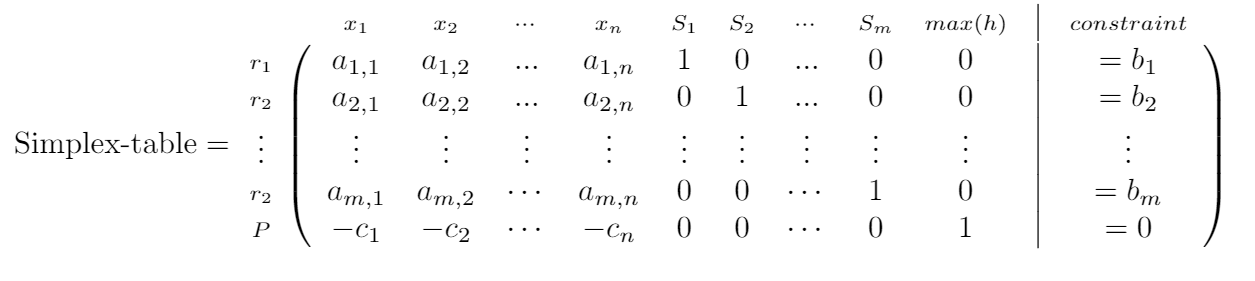 x₁ x₂ ... xₙ S₁ S₂ ... Sₘ max(h) constraint
r₁ a₁,₁ a₁,₂ ... a₁,ₙ 1 0 ... 0 0 = b₁
r₂ a₂,₁ a₂,₂ ... a₂,ₙ 0 1 ... 0 0 = b₂
Simplex-table = ⋮ ⋮ ⋮ ⋮ ⋮ ⋮ ⋮ ⋮ ⋮ ⋮ ⋮
r₂ aₘ,₁ aₘ,₂ ⋯ aₘ,ₙ 0 0 ⋯ 1 0 = bₘ
P −c₁ −c₂ ⋯ −cₙ 0 0 ⋯ 0 1 = 0